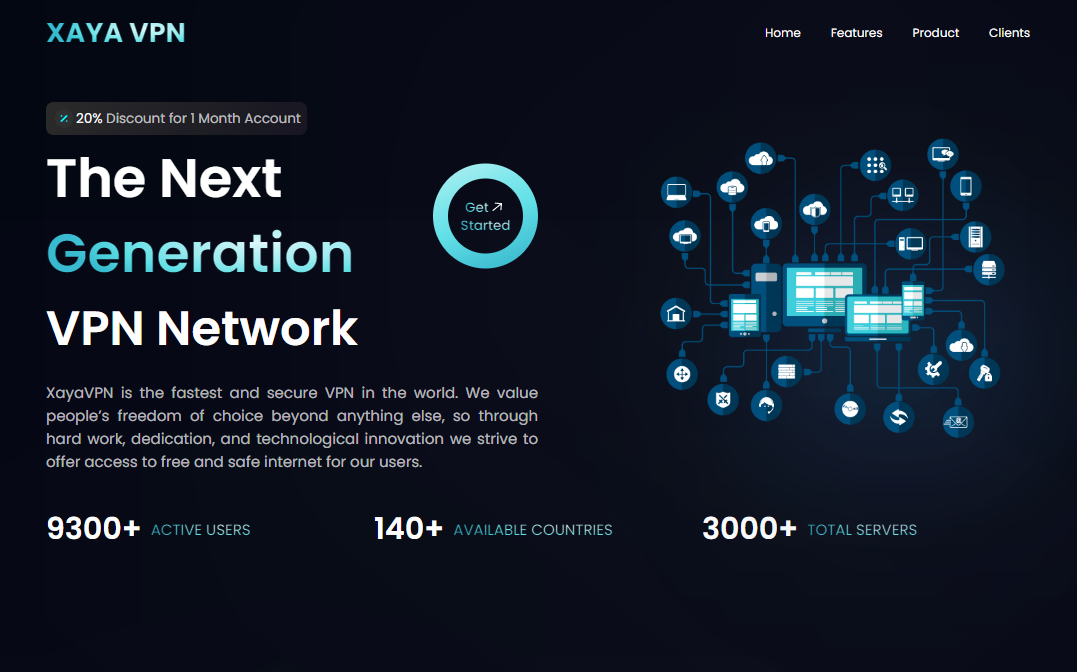 XAYA VPN
Home Features Product Clients
20% Discount for 1 Month Account
The Next
Generation
VPN Network
Get
Started
XayaVPN is the fastest and secure VPN in the world. We value
people’s freedom of choice beyond anything else, so through
hard work, dedication, and technological innovation we strive to
offer access to free and safe internet for our users.
9300+ ACTIVE USERS
140+ AVAILABLE COUNTRIES
3000+ TOTAL SERVERS